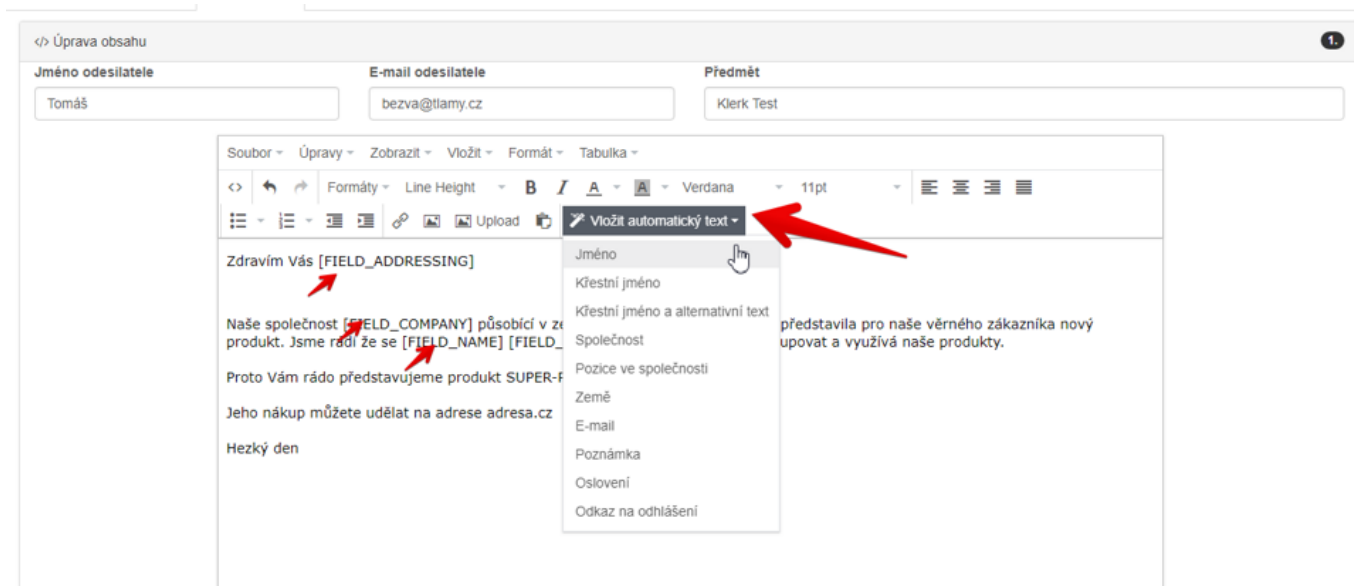 </> Úprava obsahu 1.
Jméno odesilatele E-mail odesilatele Předmět
Tomáš bezva@tlamy.cz Klerk Test
Soubor Úpravy Zobrazit Vložit Formát Tabulka
<> Formáty Line Height B I A A Verdana 11pt
Upload Vložit automatický text
Zdravím Vás [FIELD_ADDRESSING]
Naše společnost [FIELD_COMPANY] působící v ze představila pro naše věrného zákazníka nový
produkt. Jsme rádi že se [FIELD_NAME] [FIELD_ upovat a využívá naše produkty.
Proto Vám rádo představujeme produkt SUPER-
Jeho nákup můžete udělat na adrese adresa.cz
Hezký den
Jméno
Křestní jméno
Křestní jméno a alternativní text
Společnost
Pozice ve společnosti
Země
E-mail
Poznámka
Oslovení
Odkaz na odhlášení